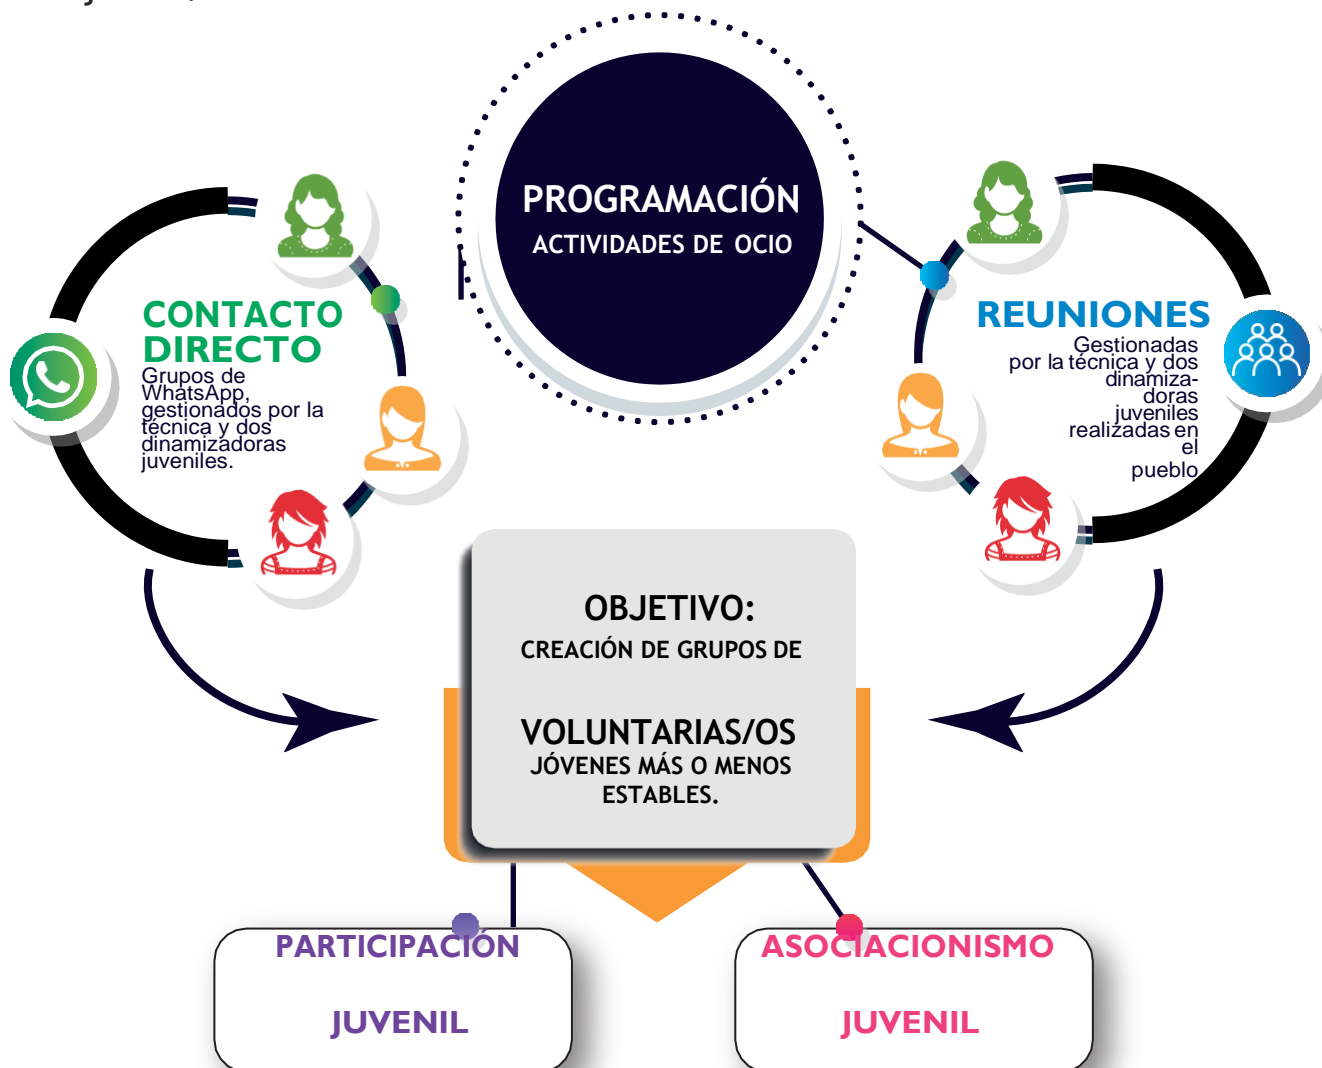 PROGRAMACIÓN
ACTIVIDADES DE OCIO
CONTACTO
DIRECTO
Grupos de
WhatsApp,
gestionados por la
técnica y dos
dinamizadoras
juveniles.
REUNIONES
Gestionadas
por la técnica y dos
dinamiza-
doras
juveniles
realizadas en
el
pueblo
OBJETIVO:
CREACIÓN DE GRUPOS DE
VOLUNTARIAS/OS
JÓVENES MÁS O MENOS
ESTABLES.
PARTICIPACIÓN
JUVENIL
ASOCIACIONISMO
JUVENIL